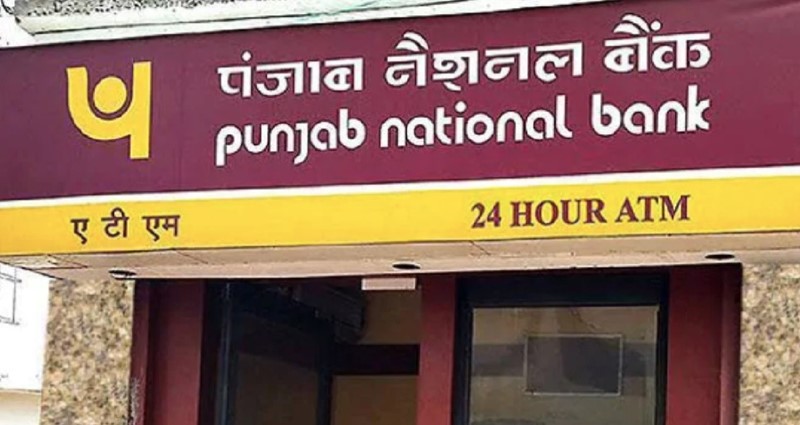 पंजाब नैशनल बैंक
punjab national bank
ए टी एम
24 HOUR ATM